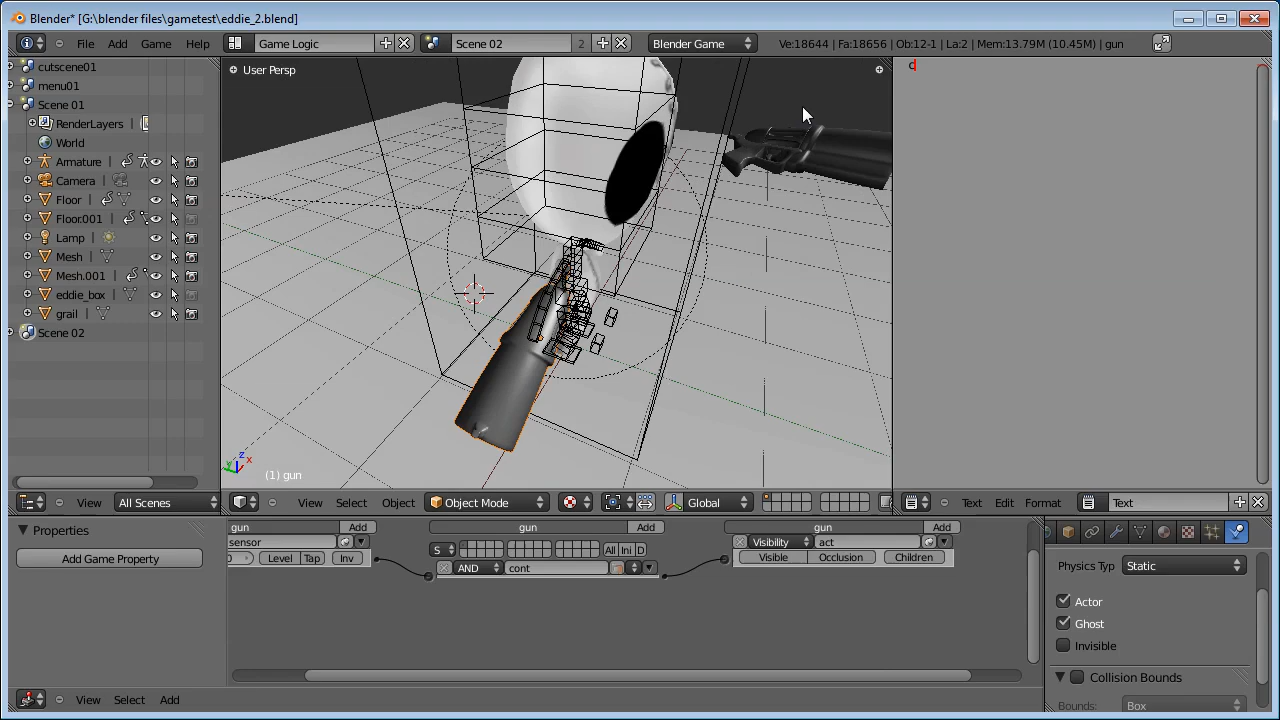 Blender* [G:\blender files\gametest\eddie_2.blend]
File Add Game Help Game Logic Scene 02 2 Blender Game Ve:18644 | Fa:18656 | Ob:12-1 | La:2 | Mem:13.79M (10.45M) | gun
cutscene01
menu01
Scene 01
RenderLayers
World
Armature
Camera
Floor
Floor.001
Lamp
Mesh
Mesh.001
eddie_box
grail
Scene 02
View All Scenes
User Persp
z
y x
(1) gun
View Select Object Object Mode Global
c
Text Edit Format Text
Properties
Add Game Property
gun Add gun Add gun Add
sensor S All Ini D Visibility act
0 Level Tap Inv AND cont Visible Occlusion Children
View Select Add
Physics Typ Static
Actor
Ghost
Invisible
Collision Bounds
Bounds: Box